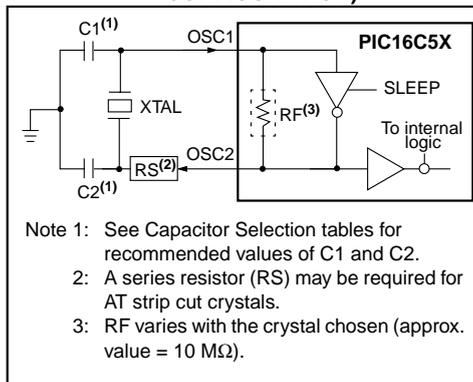 C1(1)
OSC1
PIC16C5X
SLEEP
XTAL
RF(3)
To internal
logic
OSC2
RS(2)
C2(1)
Note 1: See Capacitor Selection tables for
recommended values of C1 and C2.
2: A series resistor (RS) may be required for
AT strip cut crystals.
3: RF varies with the crystal chosen (approx.
value = 10 MΩ).